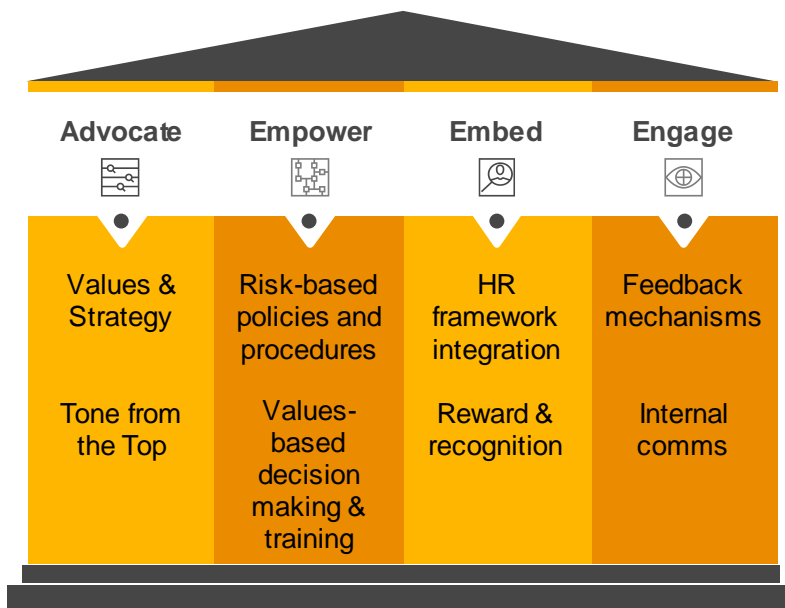 Advocate
Values &
Strategy
Tone from
the Top
Empower
Risk-based
policies and
procedures
Values-
based
decision
making &
training
Embed
HR
framework
integration
Reward &
recognition
Engage
Feedback
mechanisms
Internal
comms